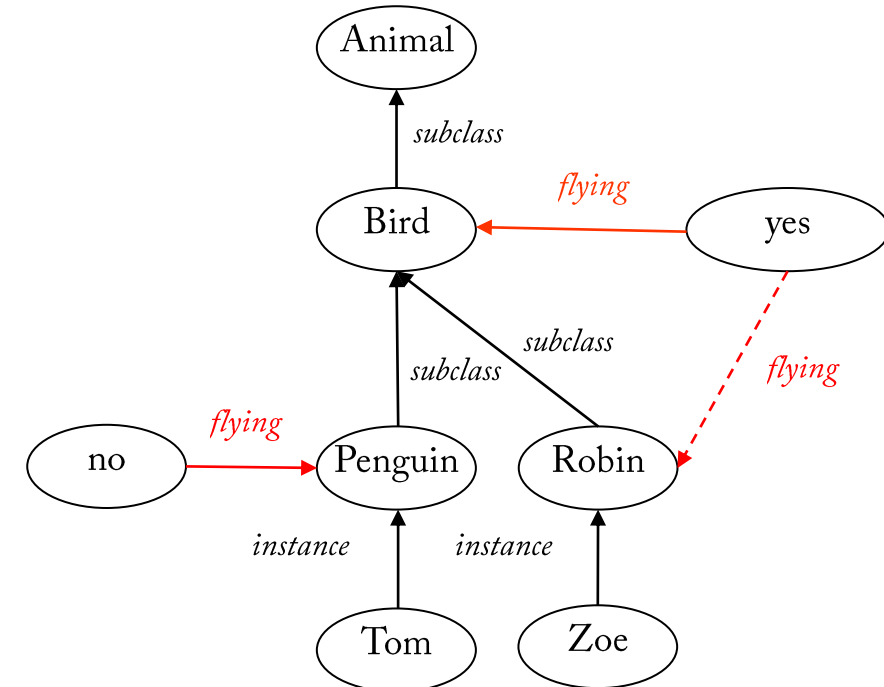 Animal
subclass
flying
Bird
yes
subclass
subclass
flying
flying
no
Penguin
Robin
instance
instance
Tom
Zoe